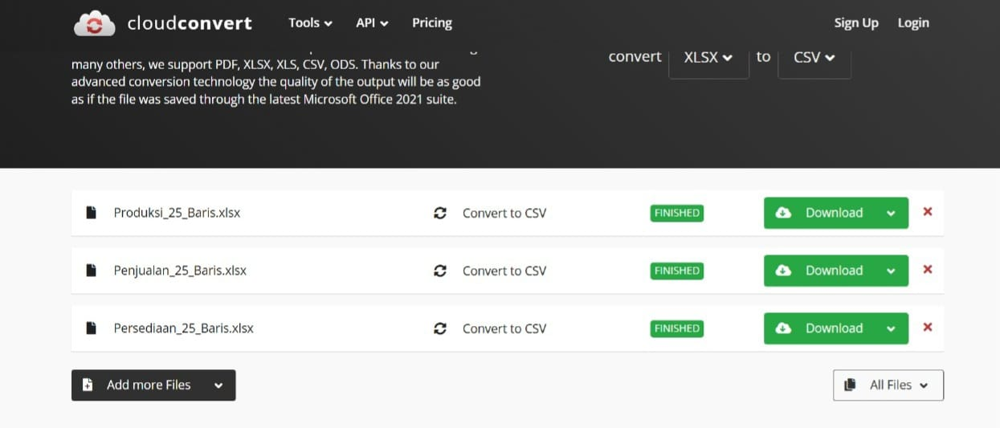 cloudconvert Tools API Pricing Sign Up Login
many others, we support PDF, XLSX, XLS, CSV, ODS. Thanks to our
advanced conversion technology the quality of the output will be as good
as if the file was saved through the latest Microsoft Office 2021 suite.
convert XLSX to CSV
Produksi_25_Baris.xlsx Convert to CSV FINISHED Download
Penjualan_25_Baris.xlsx Convert to CSV FINISHED Download
Persediaan_25_Baris.xlsx Convert to CSV FINISHED Download
Add more Files All Files